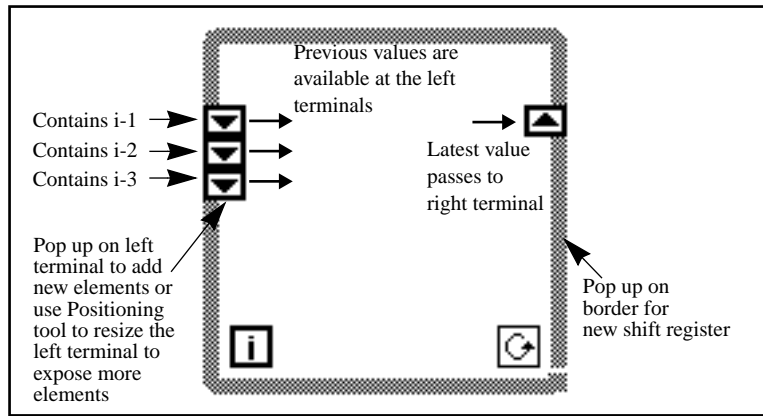 Previous values are
available at the left
terminals
Contains i-1
Contains i-2
Contains i-3
Latest value
passes to
right terminal
Pop up on left
terminal to add
new elements or
use Positioning
tool to resize the
left terminal to
expose more
elements
Pop up on
border for
new shift register
i